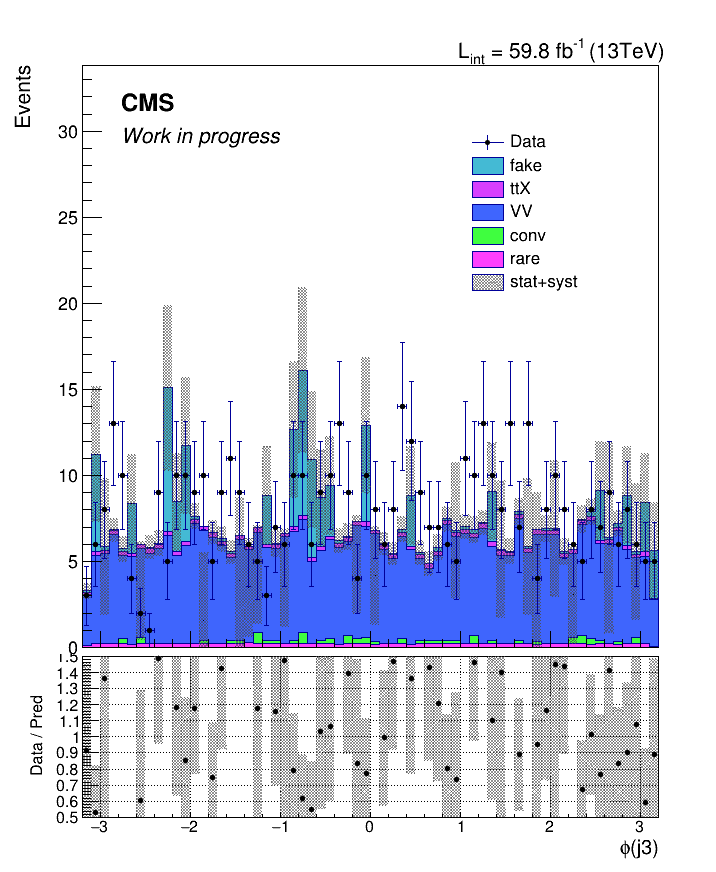 L_int = 59.8 fb^-1 (13TeV)
Events
CMS
Work in progress
Data
fake
ttX
VV
conv
rare
stat+syst
30
25
20
15
10
5
0
Data / Pred
1.5
1.4
1.3
1.2
1.1
1
0.9
0.8
0.7
0.6
0.5
−3 −2 −1 0 1 2 3
ϕ(j3)